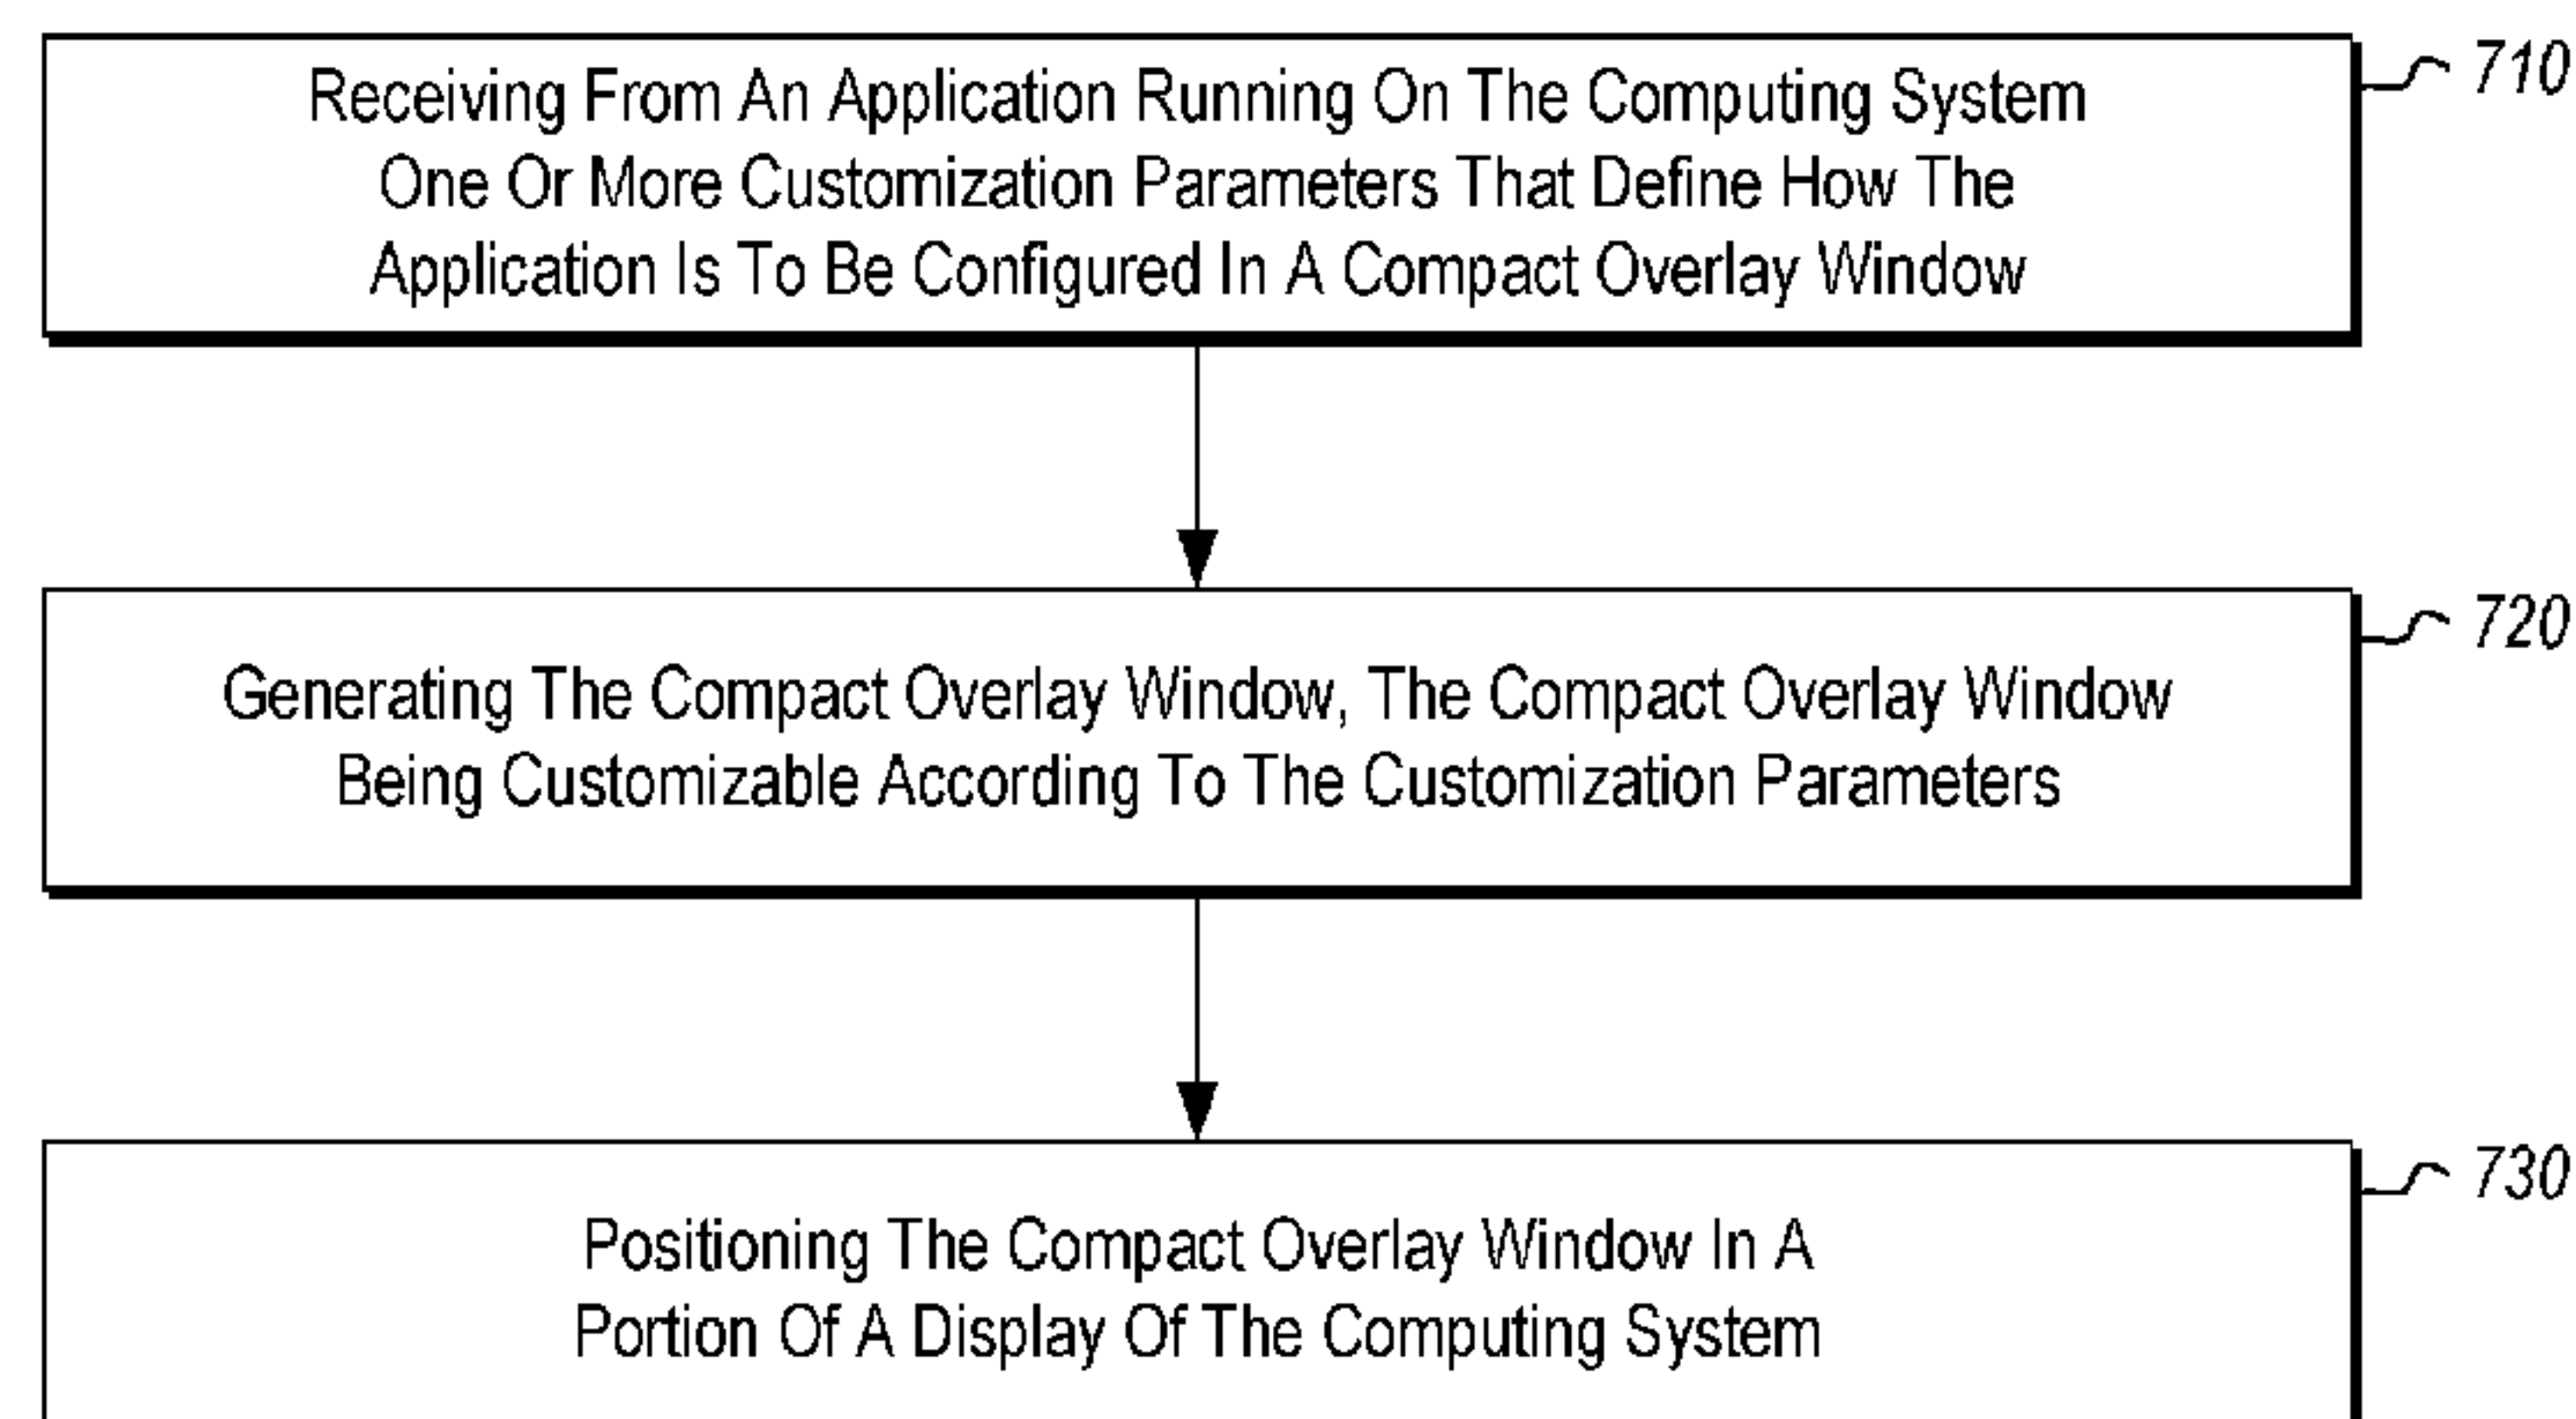 Receiving From An Application Running On The Computing System
One Or More Customization Parameters That Define How The
Application Is To Be Configured In A Compact Overlay Window
710
Generating The Compact Overlay Window, The Compact Overlay Window
Being Customizable According To The Customization Parameters
720
Positioning The Compact Overlay Window In A
Portion Of A Display Of The Computing System
730